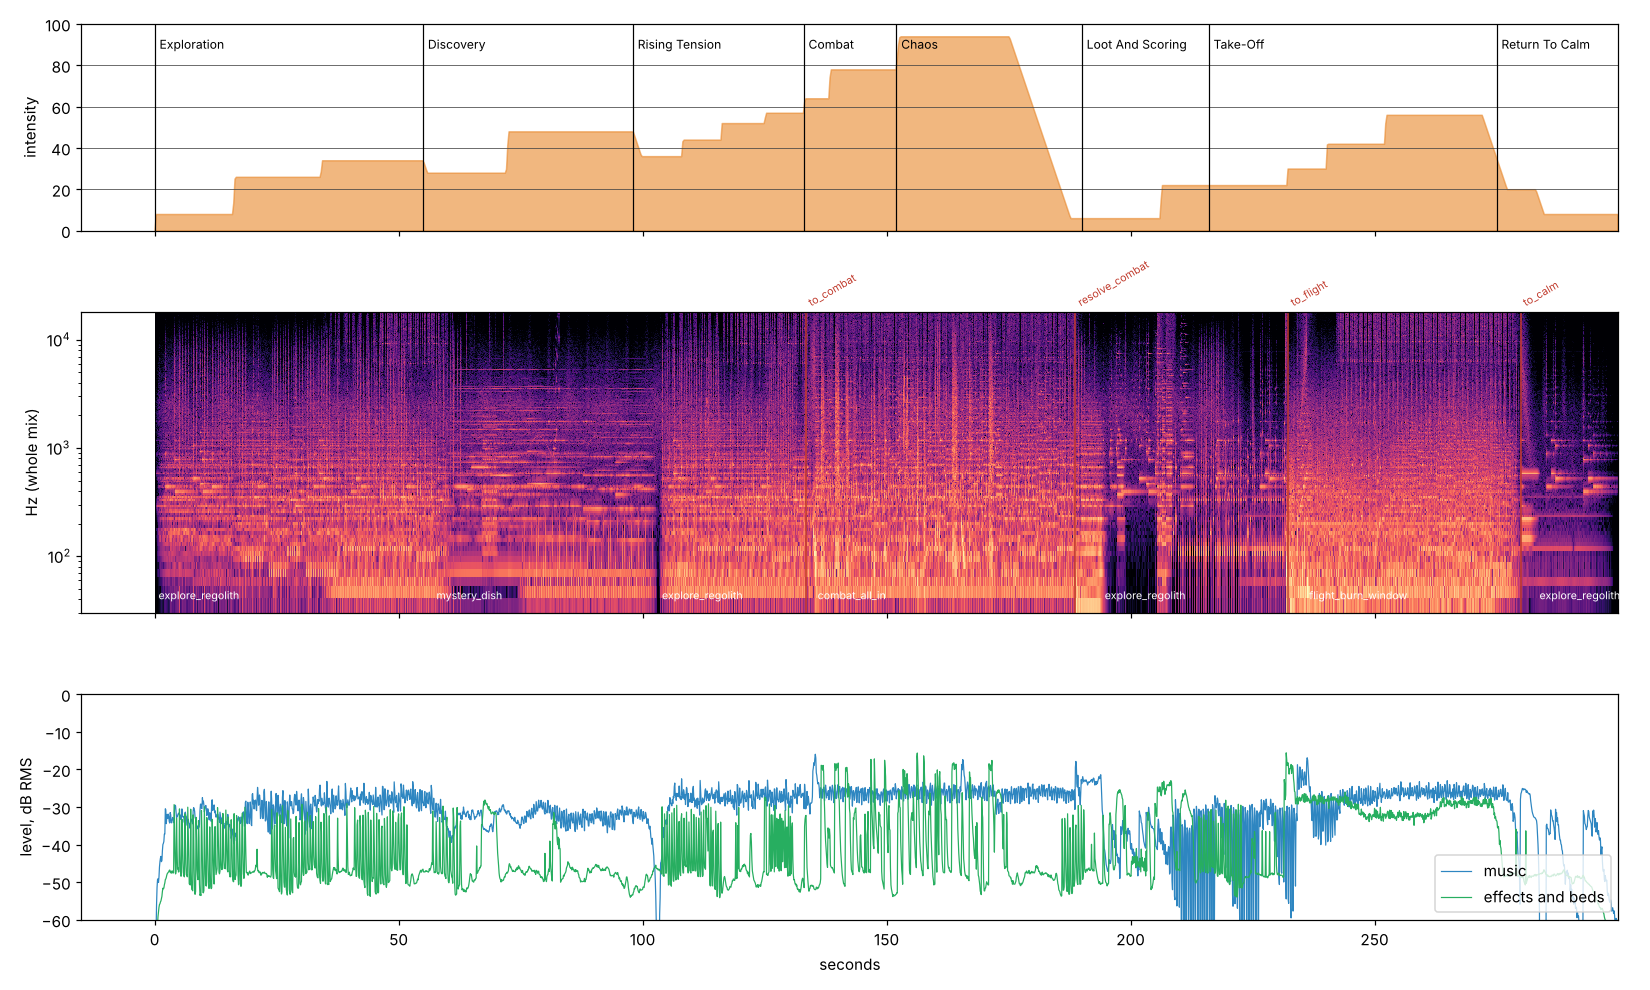 100
80
60
40
20
0
intensity
Exploration
Discovery
Rising Tension
Combat
Chaos
Loot And Scoring
Take-Off
Return To Calm
to_combat
resolve_combat
to_flight
to_calm
10⁴
10³
10²
Hz (whole mix)
explore_regolith
mystery_dish
explore_regolith
combat_all_in
explore_regolith
flight_burn_window
explore_regolith
0
−10
−20
−30
−40
−50
−60
level, dB RMS
music
effects and beds
0
50
100
150
200
250
seconds